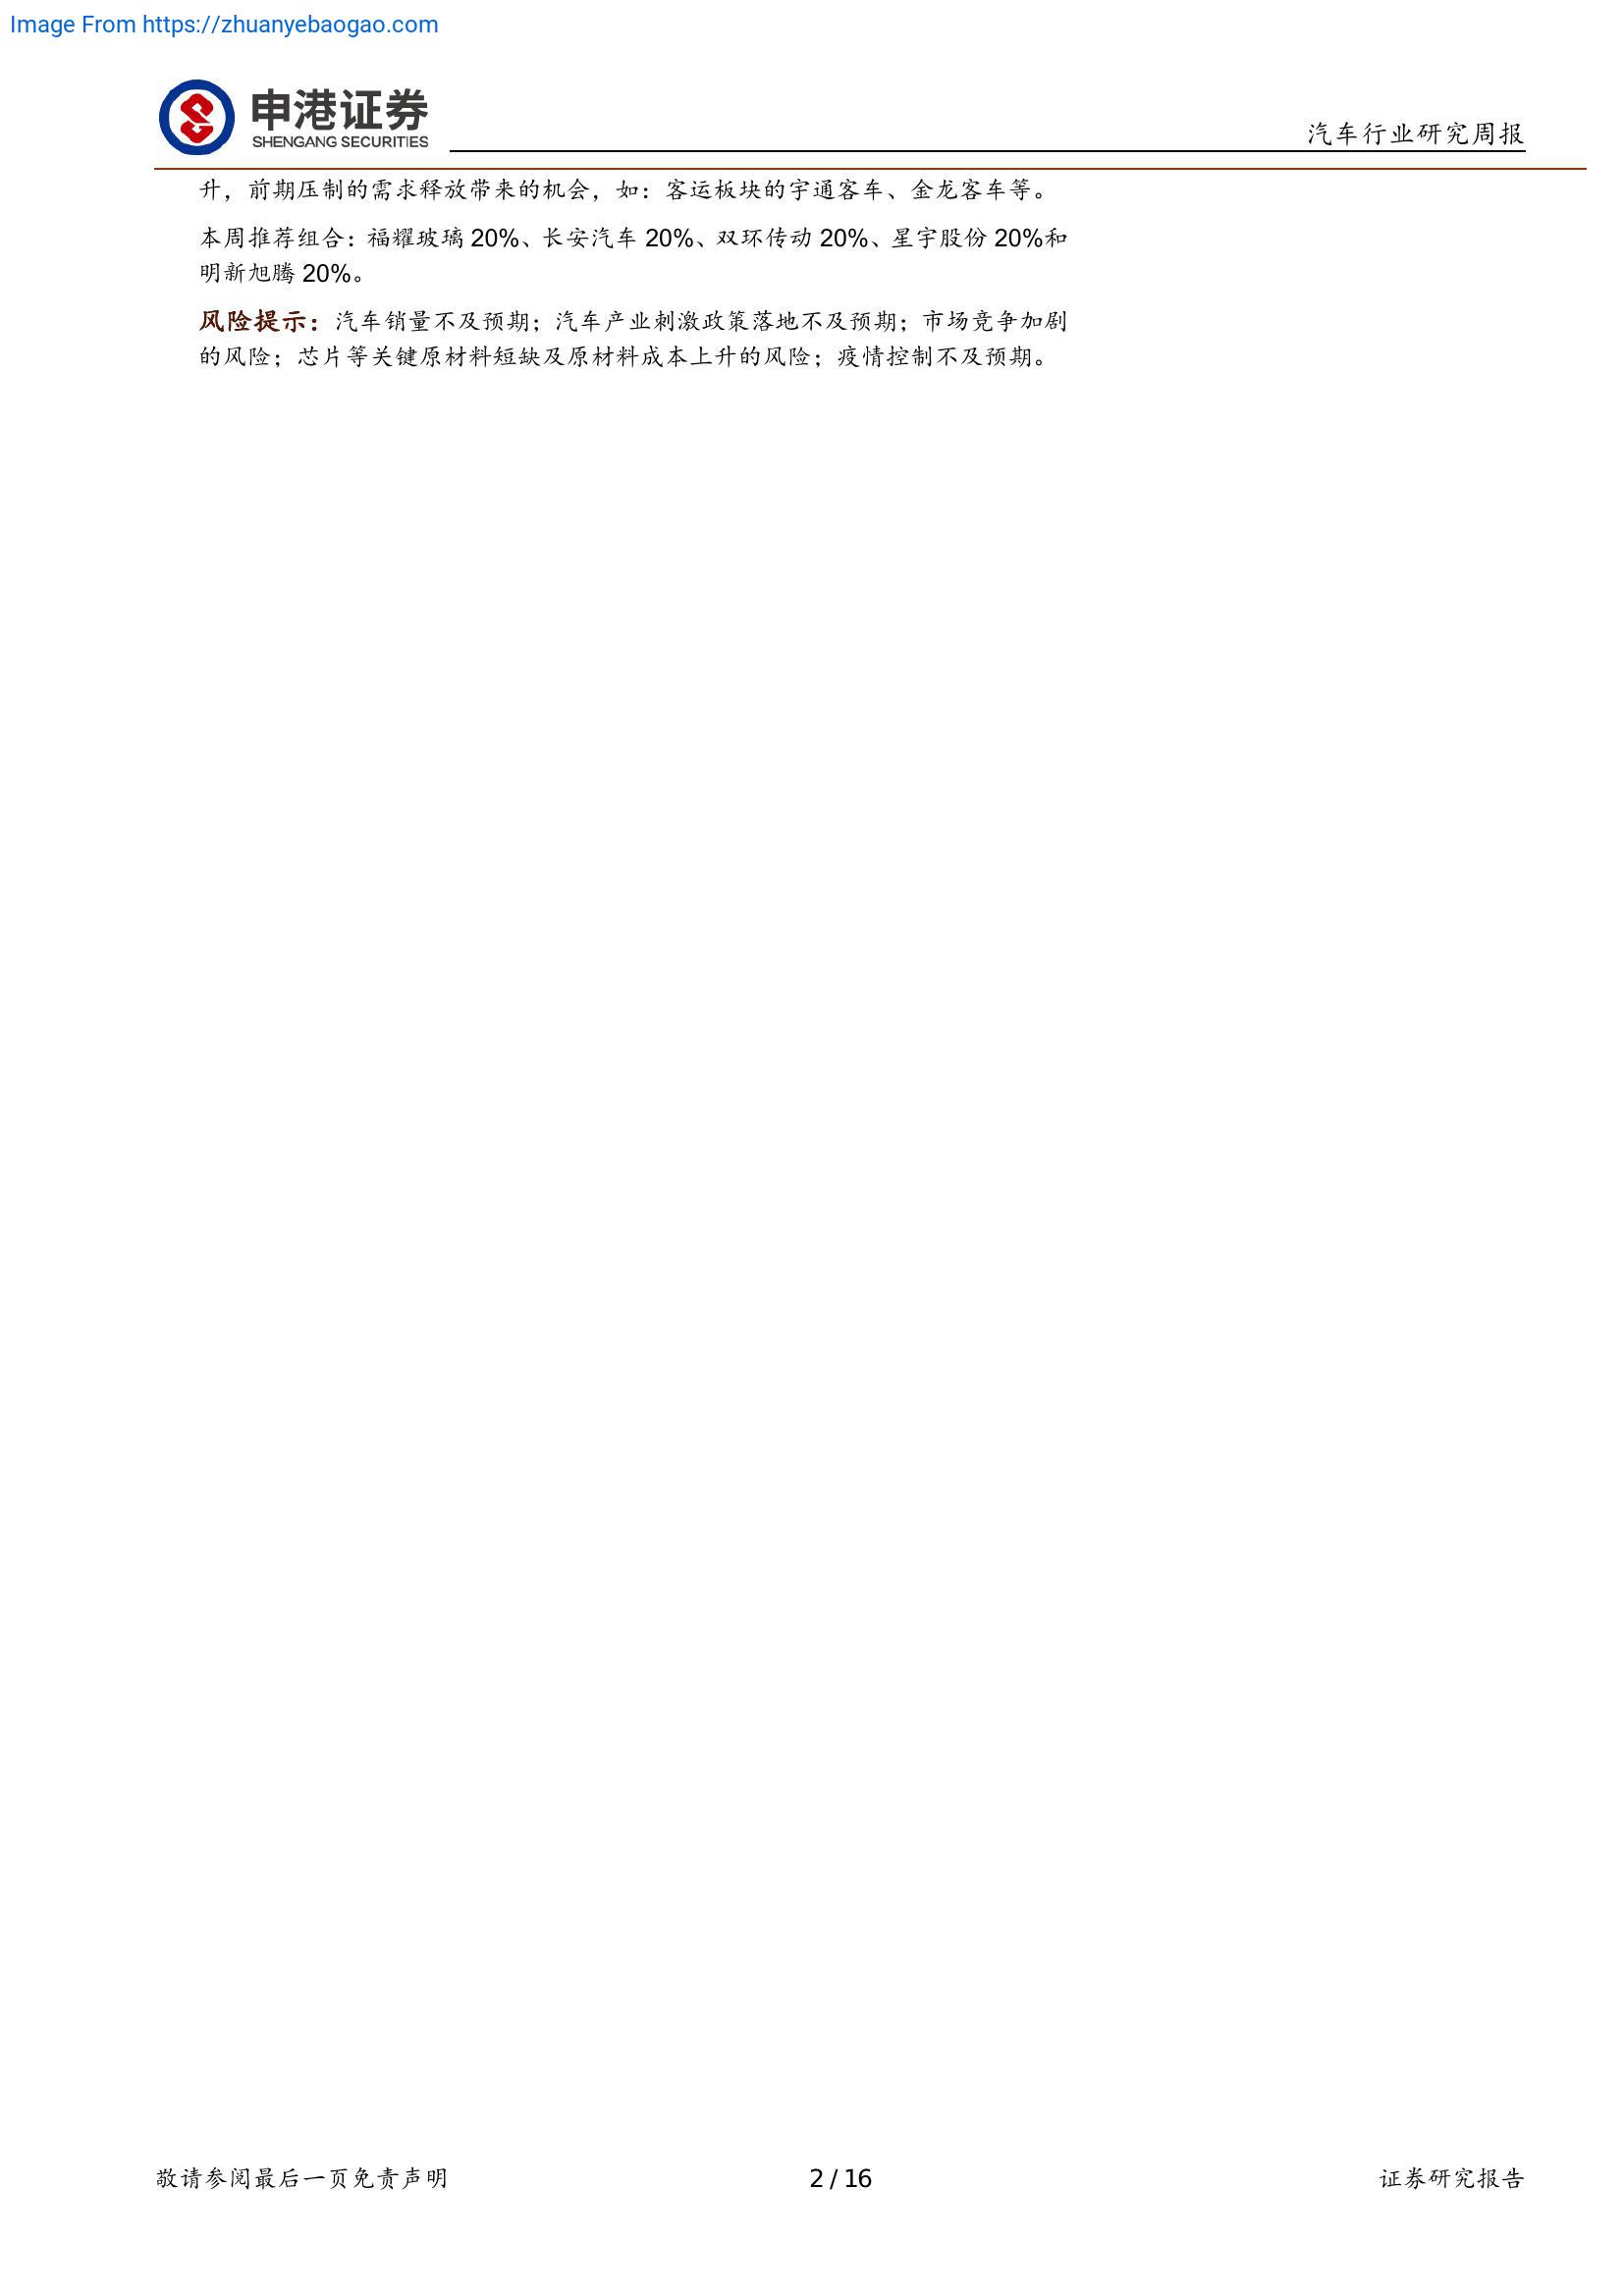 Image From https://zhuanyebaogao.com
申港证券
SHENGANG SECURITIES
汽车行业研究周报
升，前期压制的需求释放带来的机会，如：客运板块的宇通客车、金龙客车等。
本周推荐组合：福耀玻璃 20%、长安汽车 20%、双环传动 20%、星宇股份 20%和
明新旭腾 20%。
风险提示：汽车销量不及预期；汽车产业刺激政策落地不及预期；市场竞争加剧
的风险；芯片等关键原材料短缺及原材料成本上升的风险；疫情控制不及预期。
敬请参阅最后一页免责声明
2 / 16
证券研究报告